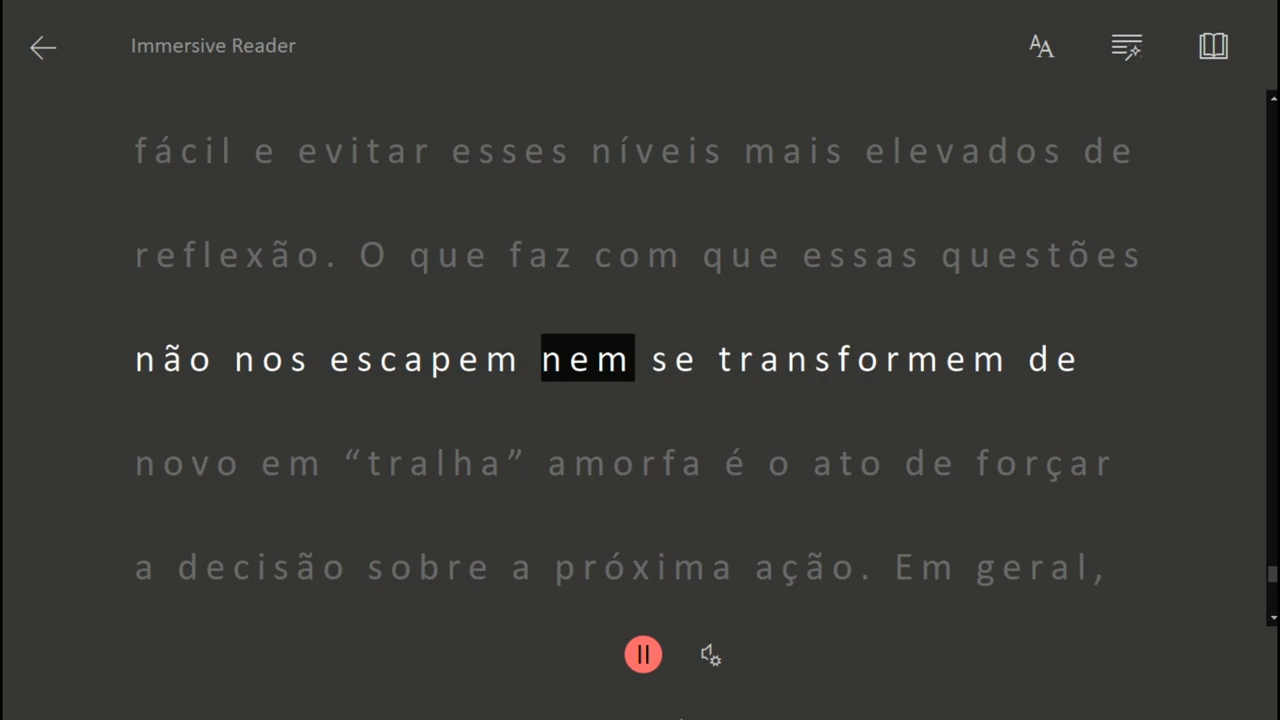 Immersive Reader
fácil e evitar esses níveis mais elevados de
reflexão. O que faz com que essas questões
não nos escapem nem se transformem de
novo em “tralha” amorfa é o ato de forçar
a decisão sobre a próxima ação. Em geral,